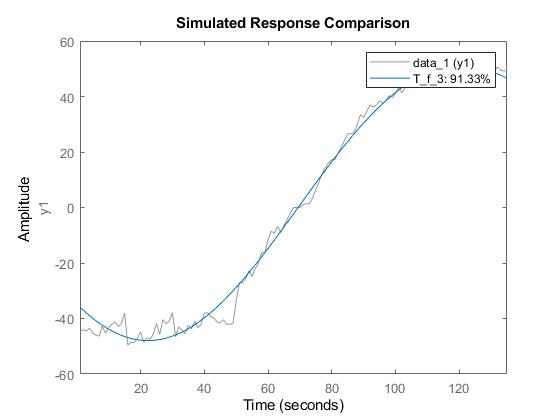 Simulated Response Comparison
data_1 (y1)
T_f_3: 91.33%
60
40
20
0
-20
-40
-60
Amplitude
y1
20 40 60 80 100 120
Time (seconds)